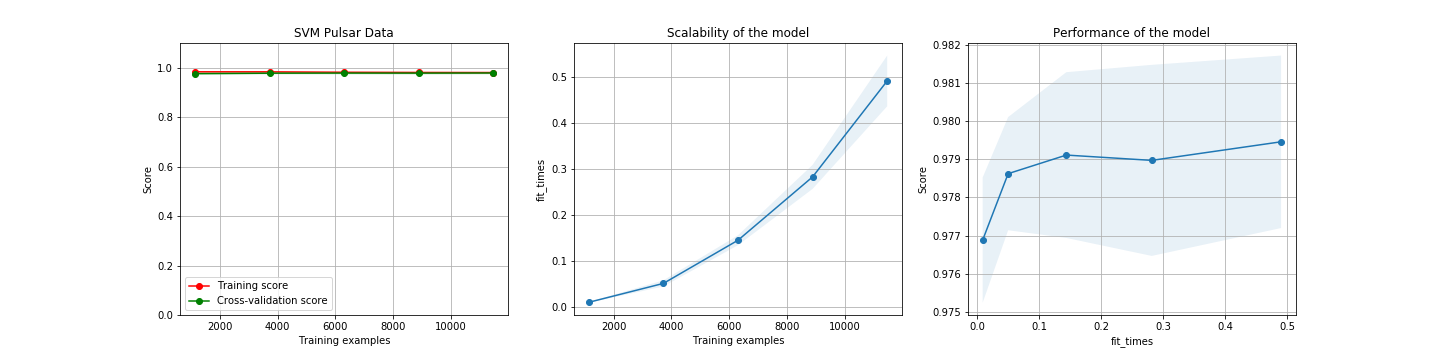 SVM Pulsar Data
1.0
0.8
0.6
0.4
0.2
0.0
Score
Training score
Cross-validation score
2000 4000 6000 8000 10000
Training examples
Scalability of the model
0.5
0.4
0.3
0.2
0.1
0.0
fit_times
2000 4000 6000 8000 10000
Training examples
Performance of the model
0.982
0.981
0.980
0.979
0.978
0.977
0.976
0.975
Score
0.0 0.1 0.2 0.3 0.4 0.5
fit_times